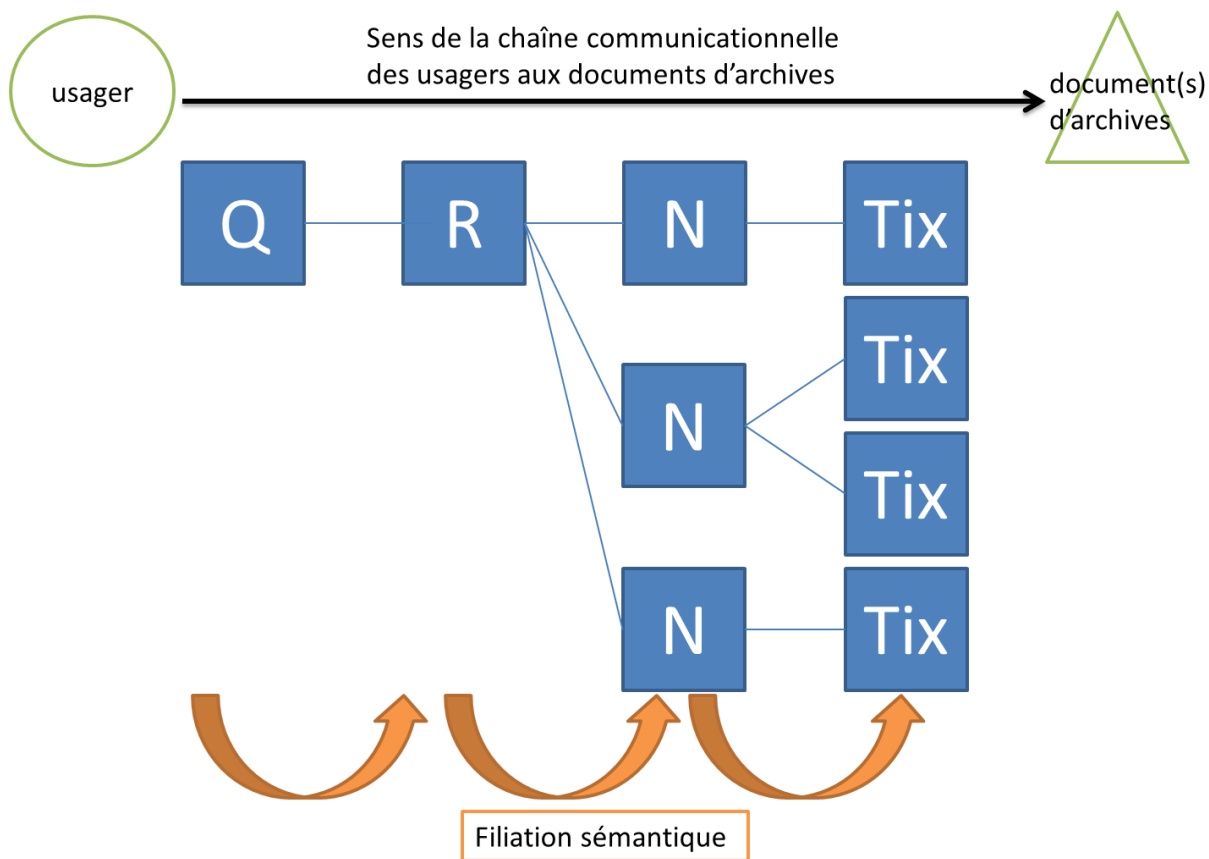 Sens de la chaîne communicationnelle
des usagers aux documents d'archives
usager
document(s)
d'archives
Q
R
N
Tix
Tix
N
Tix
N
Tix
Filiation sémantique